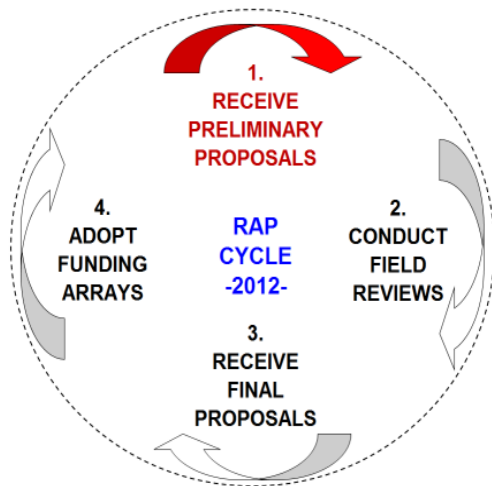 1.
RECEIVE
PRELIMINARY
PROPOSALS
2.
CONDUCT
FIELD
REVIEWS
3.
RECEIVE
FINAL
PROPOSALS
4.
ADOPT
FUNDING
ARRAYS
RAP
CYCLE
-2012-